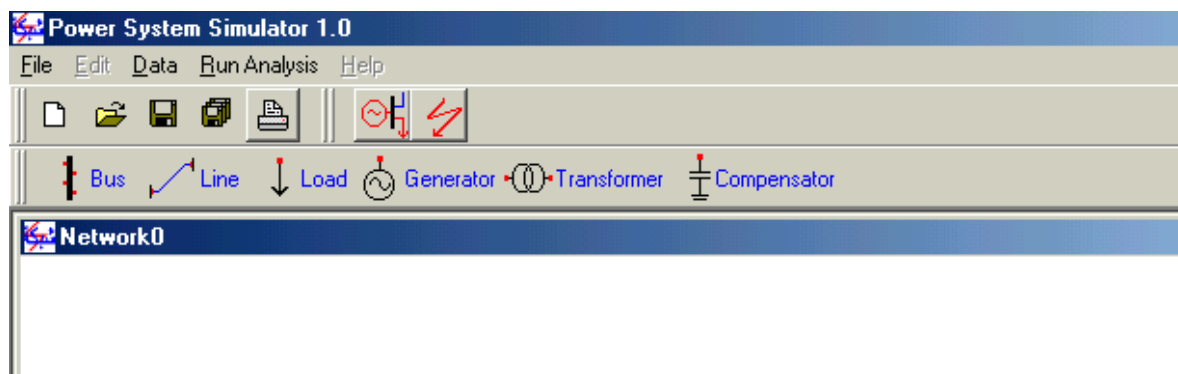 Power System Simulator 1.0
File Edit Data Run Analysis Help
Bus Line Load Generator Transformer Compensator
Network0